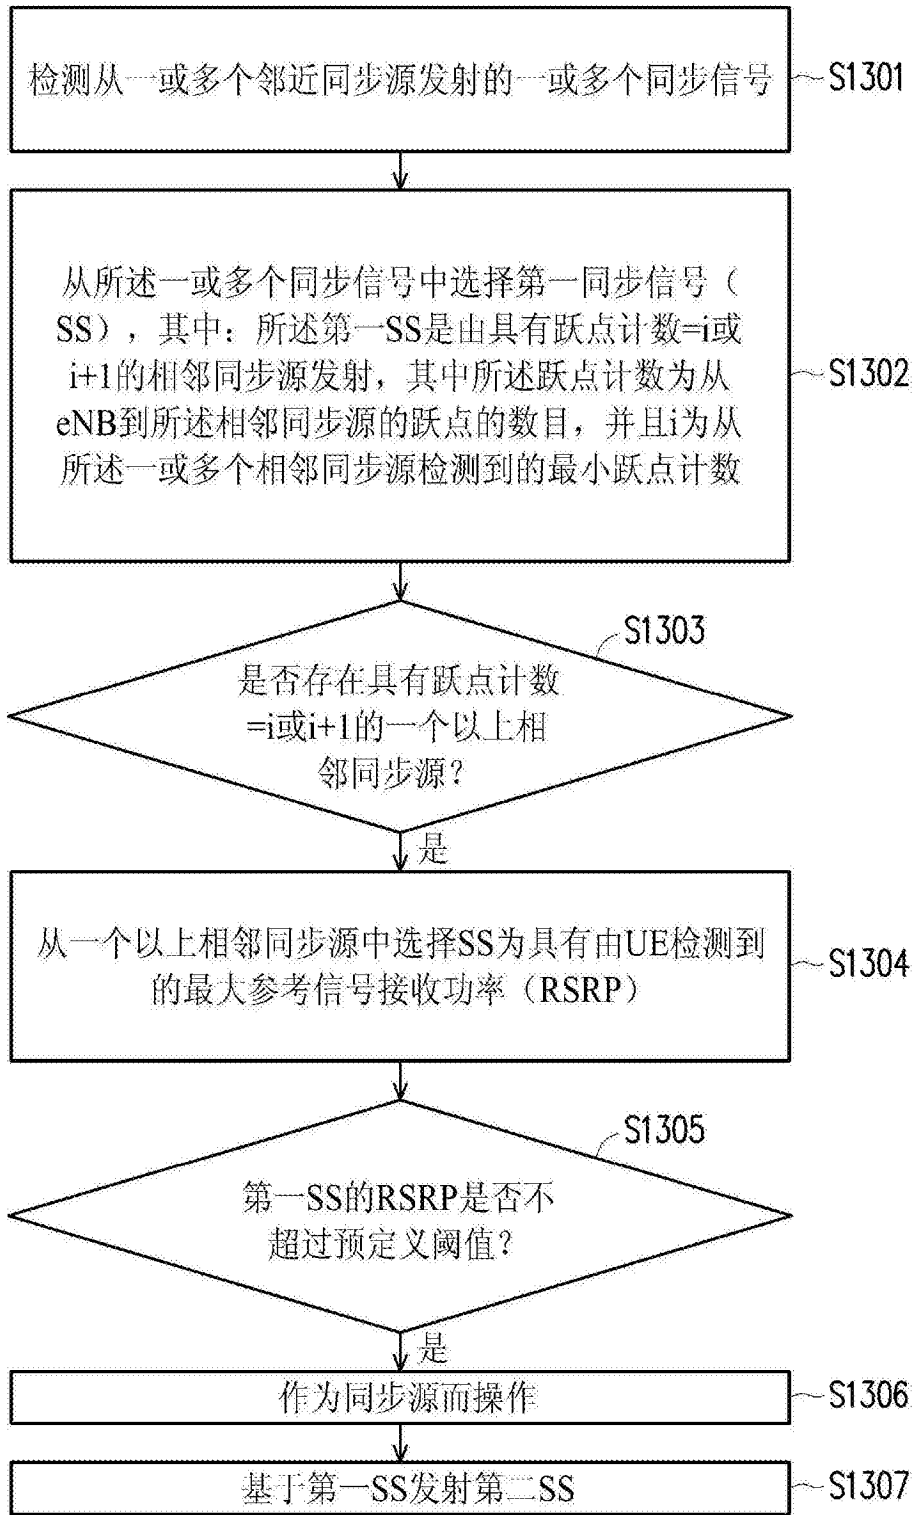 检测从一或多个邻近同步源发射的一或多个同步信号
S1301
从所述一或多个同步信号中选择第一同步信号（
SS），其中：所述第一SS是由具有跃点计数=i或
i+1的相邻同步源发射，其中所述跃点计数为从
eNB到所述相邻同步源的跃点的数目，并且i为从
所述一或多个相邻同步源检测到的最小跃点计数
S1302
S1303
是否存在具有跃点计数
=i或i+1的一个以上相
邻同步源？
是
从一个以上相邻同步源中选择SS为具有由UE检测到
的最大参考信号接收功率（RSRP）
S1304
S1305
第一SS的RSRP是否不
超过预定义阈值？
是
作为同步源而操作
S1306
基于第一SS发射第二SS
S1307